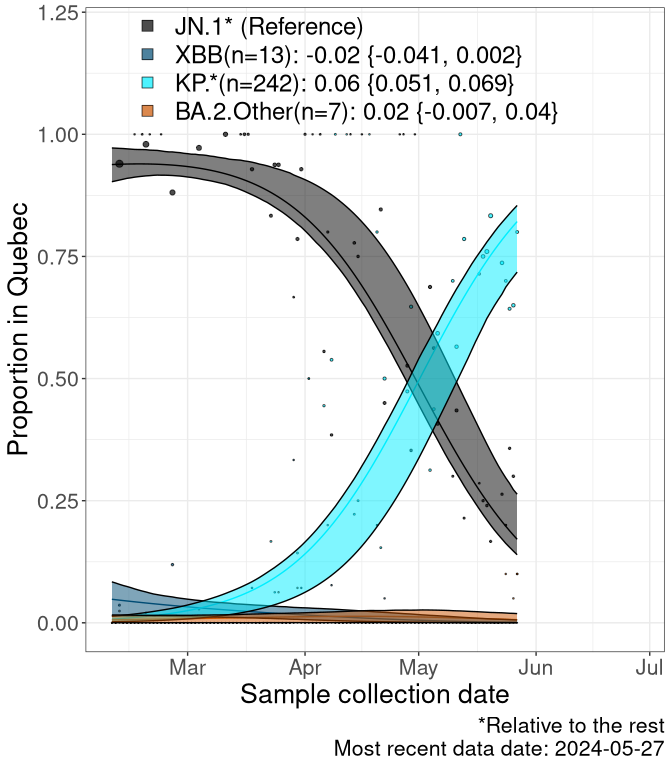 JN.1* (Reference)
XBB(n=13): -0.02 {-0.041, 0.002}
KP.*(n=242): 0.06 {0.051, 0.069}
BA.2.Other(n=7): 0.02 {-0.007, 0.04}
1.25
1.00
0.75
0.50
0.25
0.00
Proportion in Quebec
Mar Apr May Jun Jul
Sample collection date
*Relative to the rest
Most recent data date: 2024-05-27